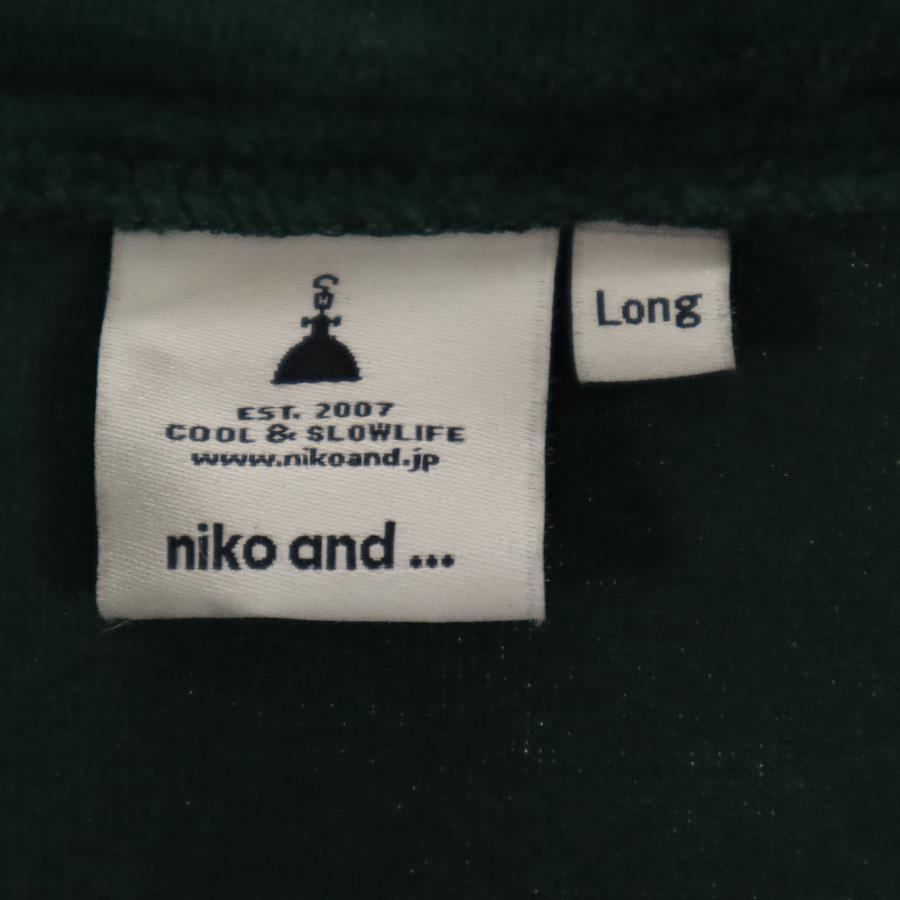 EST. 2007
COOL & SLOWLIFE
www.nikoand.jp
niko and ...
Long